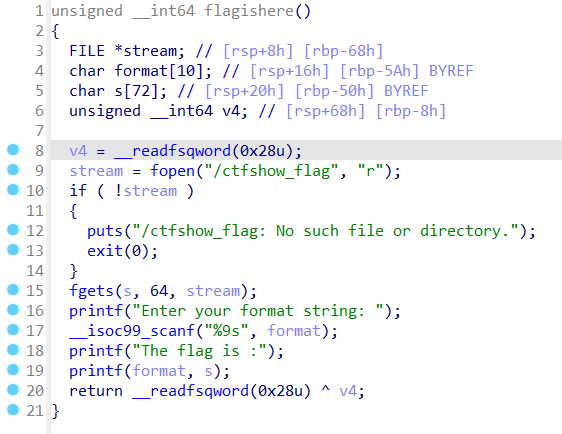 1 unsigned __int64 flagishere()
2 {
3 FILE *stream; // [rsp+8h] [rbp-68h]
4 char format[10]; // [rsp+16h] [rbp-5Ah] BYREF
5 char s[72]; // [rsp+20h] [rbp-50h] BYREF
6 unsigned __int64 v4; // [rsp+68h] [rbp-8h]
7
8 v4 = __readfsqword(0x28u);
9 stream = fopen("/ctfshow_flag", "r");
10 if ( !stream )
11 {
12 puts("/ctfshow_flag: No such file or directory.");
13 exit(0);
14 }
15 fgets(s, 64, stream);
16 printf("Enter your format string: ");
17 __isoc99_scanf("%9s", format);
18 printf("The flag is :");
19 printf(format, s);
20 return __readfsqword(0x28u) ^ v4;
21 }